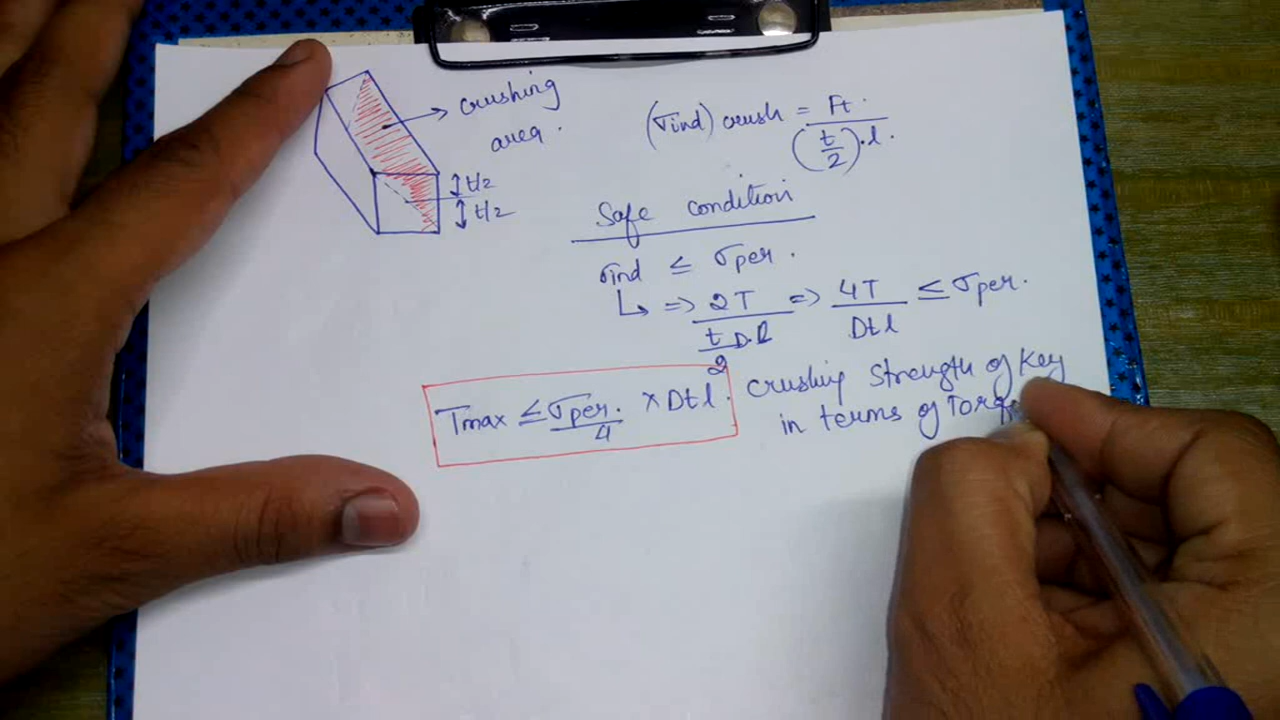 crushing
area.
t/2
t/2
(σind) crush = Ft. / (t/2).l.
Safe condition
σind ≤ σper.
↳ => 2T / (t/2 D.l) => 4T / Dtl ≤ σper.
Tmax ≤ σper. / 4 × Dtl.
crushing strength of key
in terms of Torq